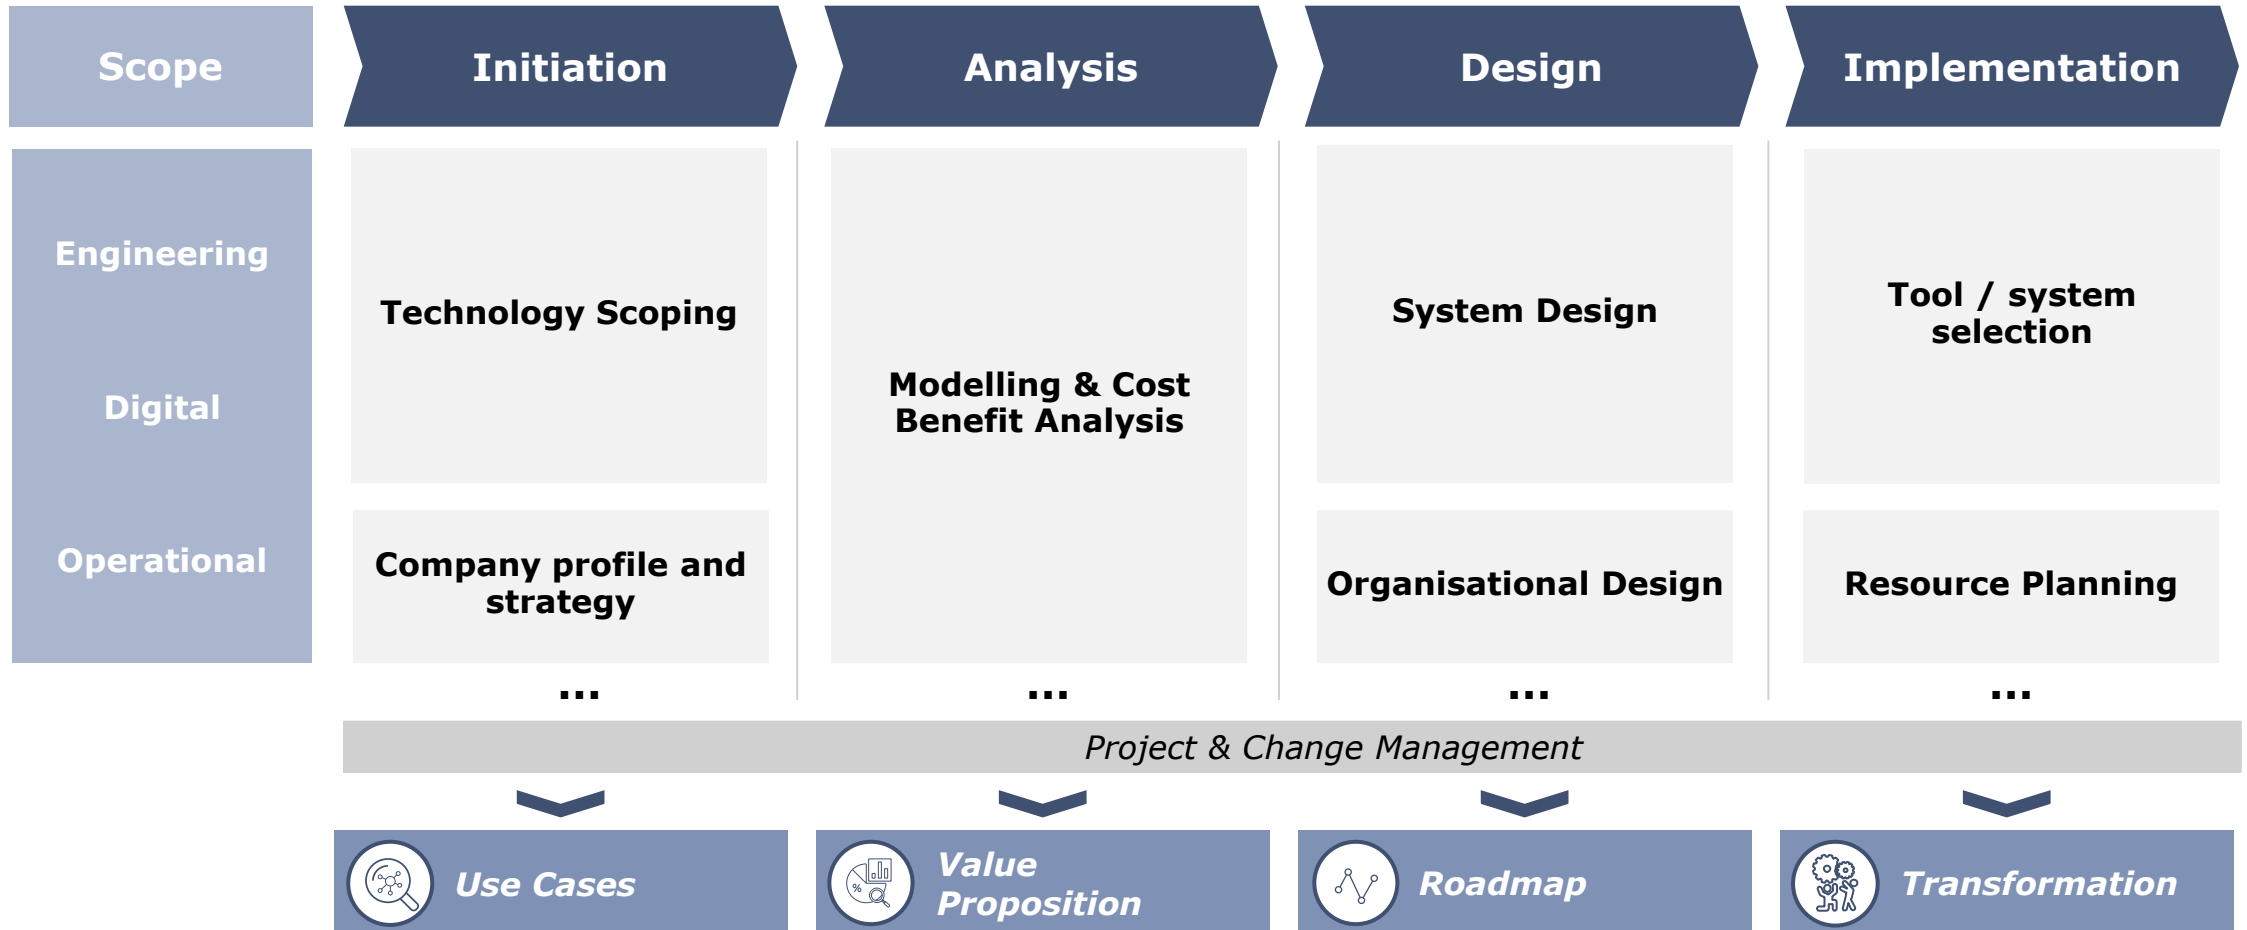 Scope
Initiation
Analysis
Design
Implementation
Engineering
Digital
Operational
Technology Scoping
Company profile and
strategy
...
Modelling & Cost
Benefit Analysis
...
System Design
Organisational Design
...
Tool / system
selection
Resource Planning
...
Project & Change Management
Use Cases
%
Value
Proposition
Roadmap
Transformation